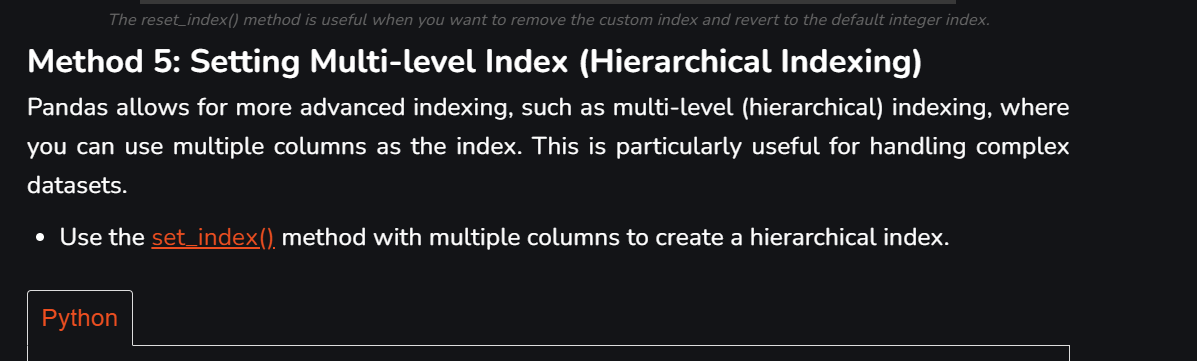 The reset_index() method is useful when you want to remove the custom index and revert to the default integer index.
Method 5: Setting Multi-level Index (Hierarchical Indexing)
Pandas allows for more advanced indexing, such as multi-level (hierarchical) indexing, where
you can use multiple columns as the index. This is particularly useful for handling complex
datasets.
• Use the set_index() method with multiple columns to create a hierarchical index.
Python